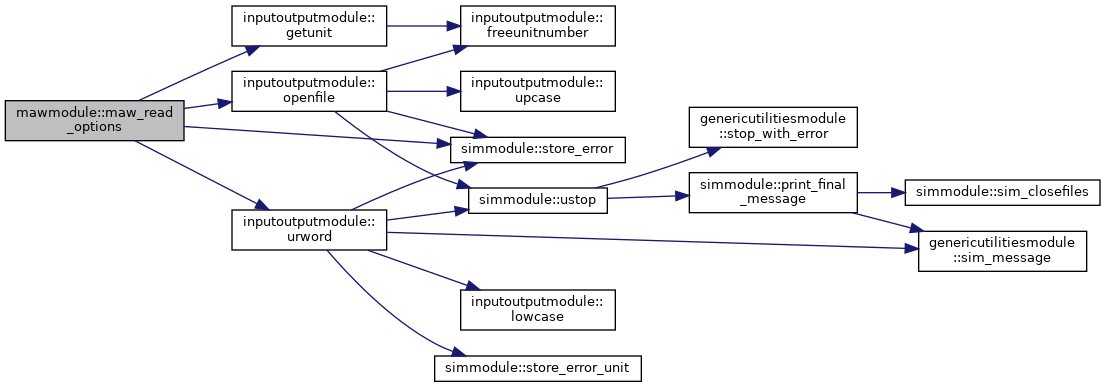 mawmodule::maw_read
_options
inputoutputmodule::
getunit
inputoutputmodule::
openfile
inputoutputmodule::
urword
inputoutputmodule::
freeunitnumber
inputoutputmodule::
upcase
simmodule::store_error
simmodule::ustop
inputoutputmodule::
lowcase
simmodule::store_error_unit
genericutilitiesmodule
::stop_with_error
simmodule::print_final
_message
simmodule::sim_closefiles
genericutilitiesmodule
::sim_message